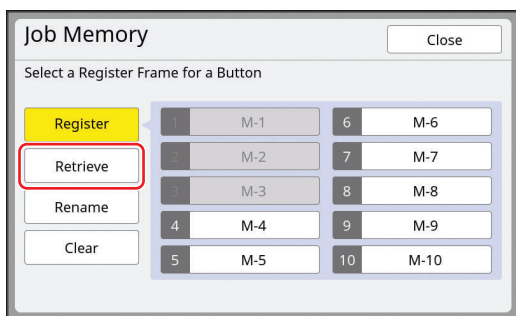 Job Memory
Close
Select a Register Frame for a Button
Register
Retrieve
Rename
Clear
1 M-1
2 M-2
3 M-3
4 M-4
5 M-5
6 M-6
7 M-7
8 M-8
9 M-9
10 M-10